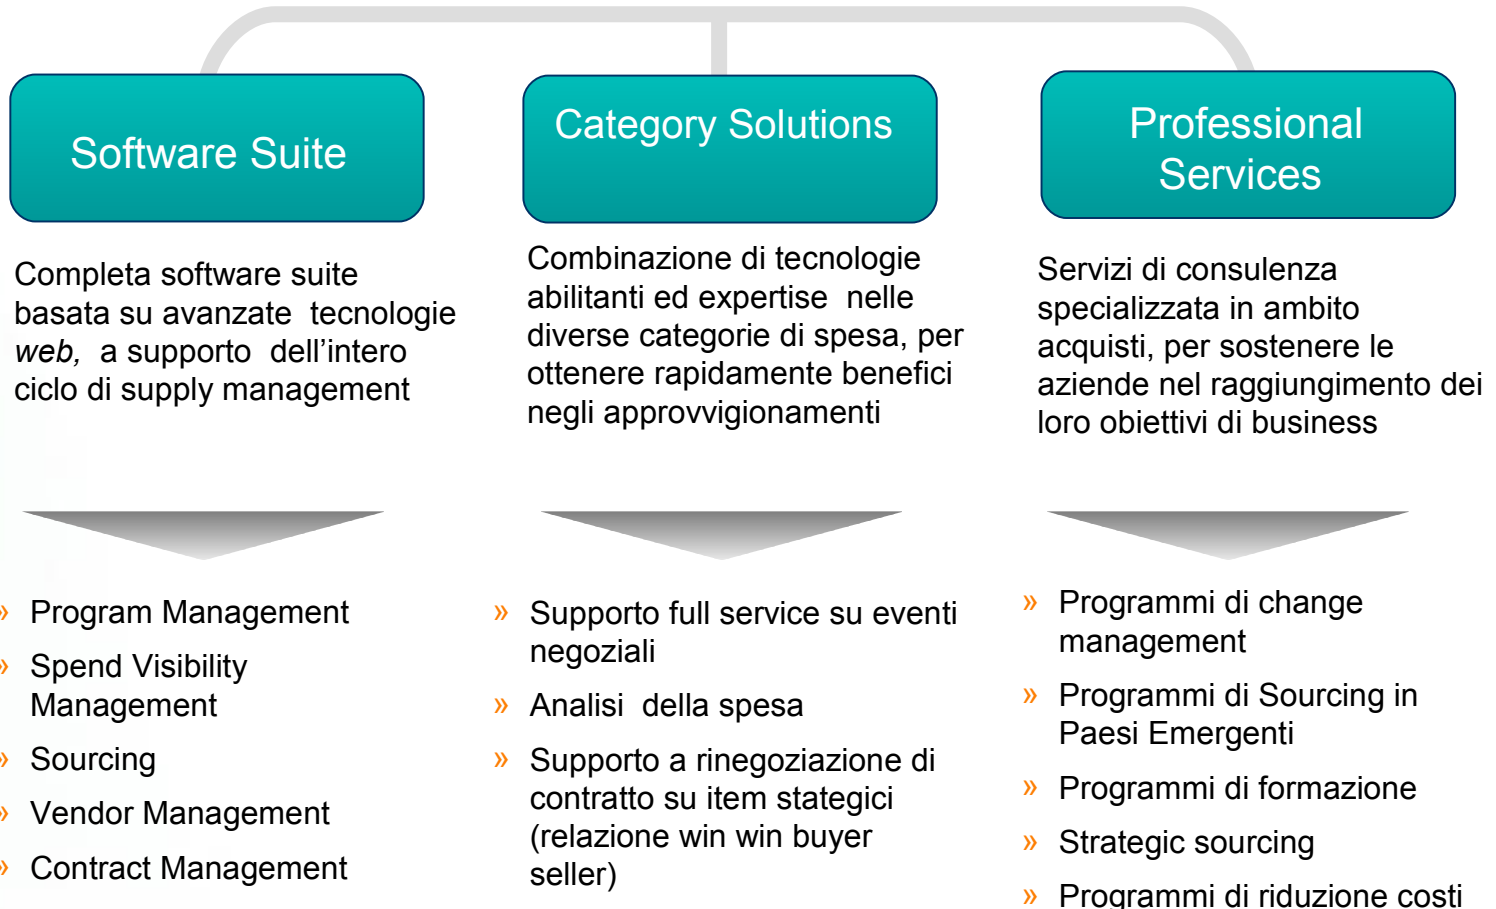 Software Suite
Completa software suite
basata su avanzate tecnologie
web, a supporto dell’intero
ciclo di supply management
» Program Management
» Spend Visibility
Management
» Sourcing
» Vendor Management
» Contract Management
Category Solutions
Combinazione di tecnologie
abilitanti ed expertise nelle
diverse categorie di spesa, per
ottenere rapidamente benefici
negli approvvigionamenti
» Supporto full service su eventi
negoziali
» Analisi della spesa
» Supporto a rinegoziazione di
contratto su item stategici
(relazione win win buyer
seller)
Professional
Services
Servizi di consulenza
specializzata in ambito
acquisti, per sostenere le
aziende nel raggiungimento dei
loro obiettivi di business
» Programmi di change
management
» Programmi di Sourcing in
Paesi Emergenti
» Programmi di formazione
» Strategic sourcing
» Programmi di riduzione costi